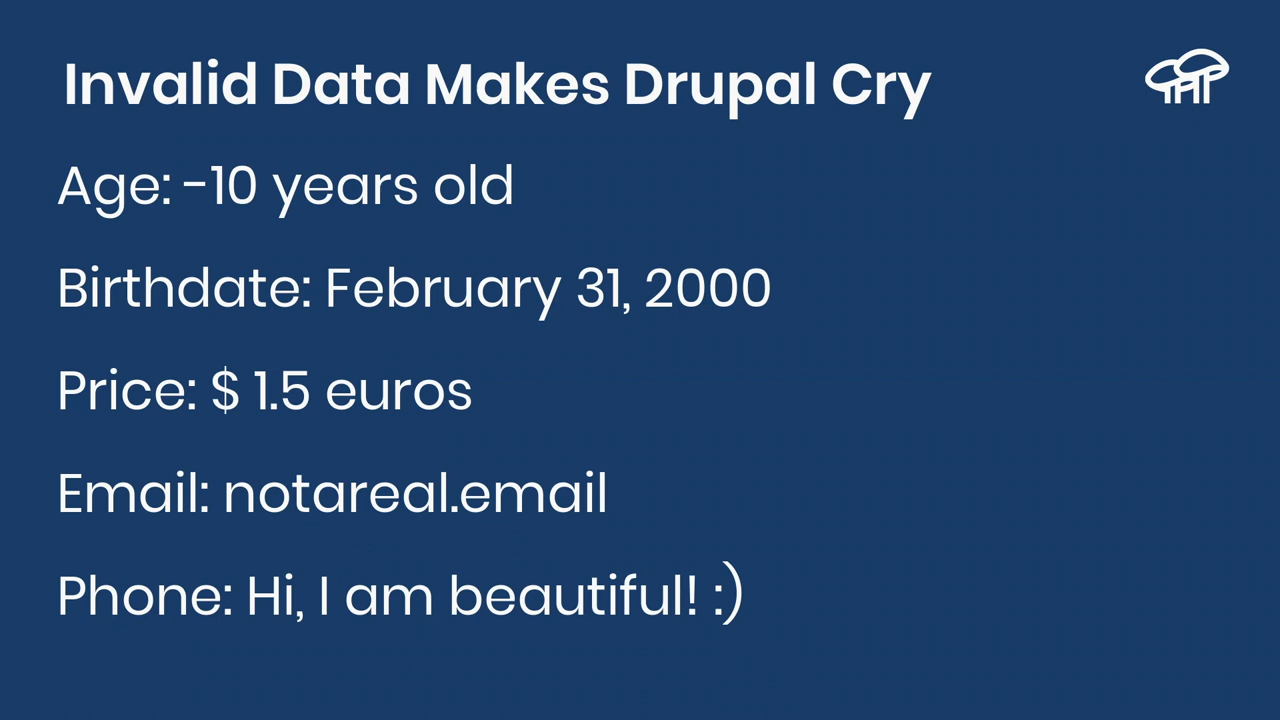 Invalid Data Makes Drupal Cry
Age: -10 years old
Birthdate: February 31, 2000
Price: $ 1.5 euros
Email: notareal.email
Phone: Hi, I am beautiful! :)